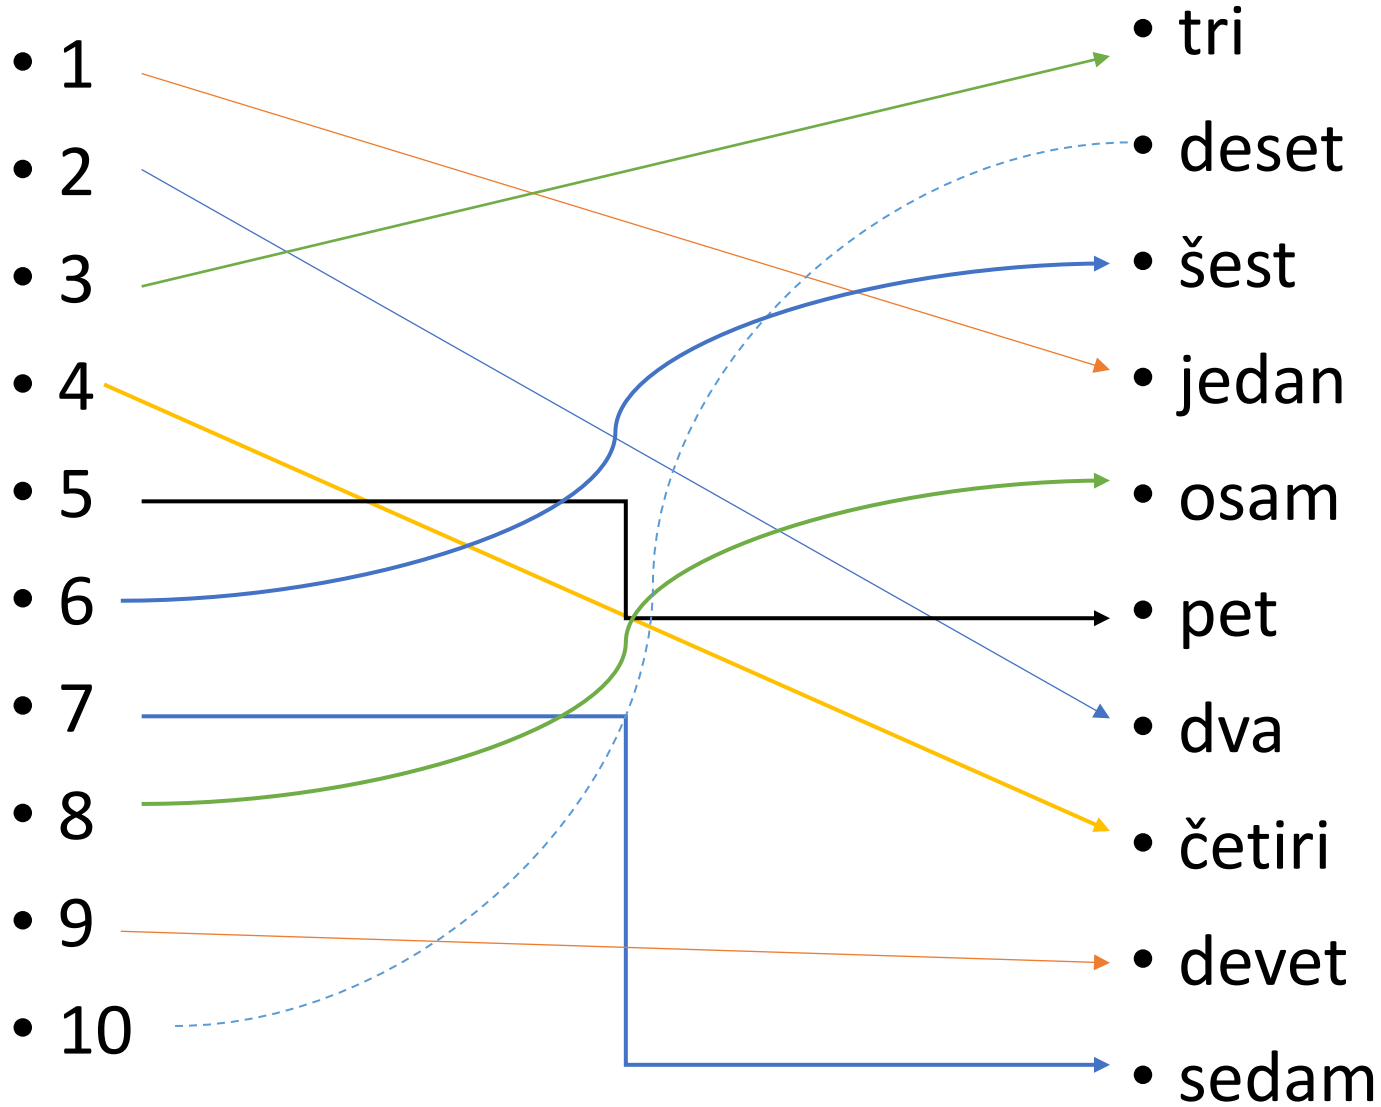 • 1
• 2
• 3
• 4
• 5
• 6
• 7
• 8
• 9
• 10
• tri
• deset
• šest
• jedan
• osam
• pet
• dva
• četiri
• devet
• sedam